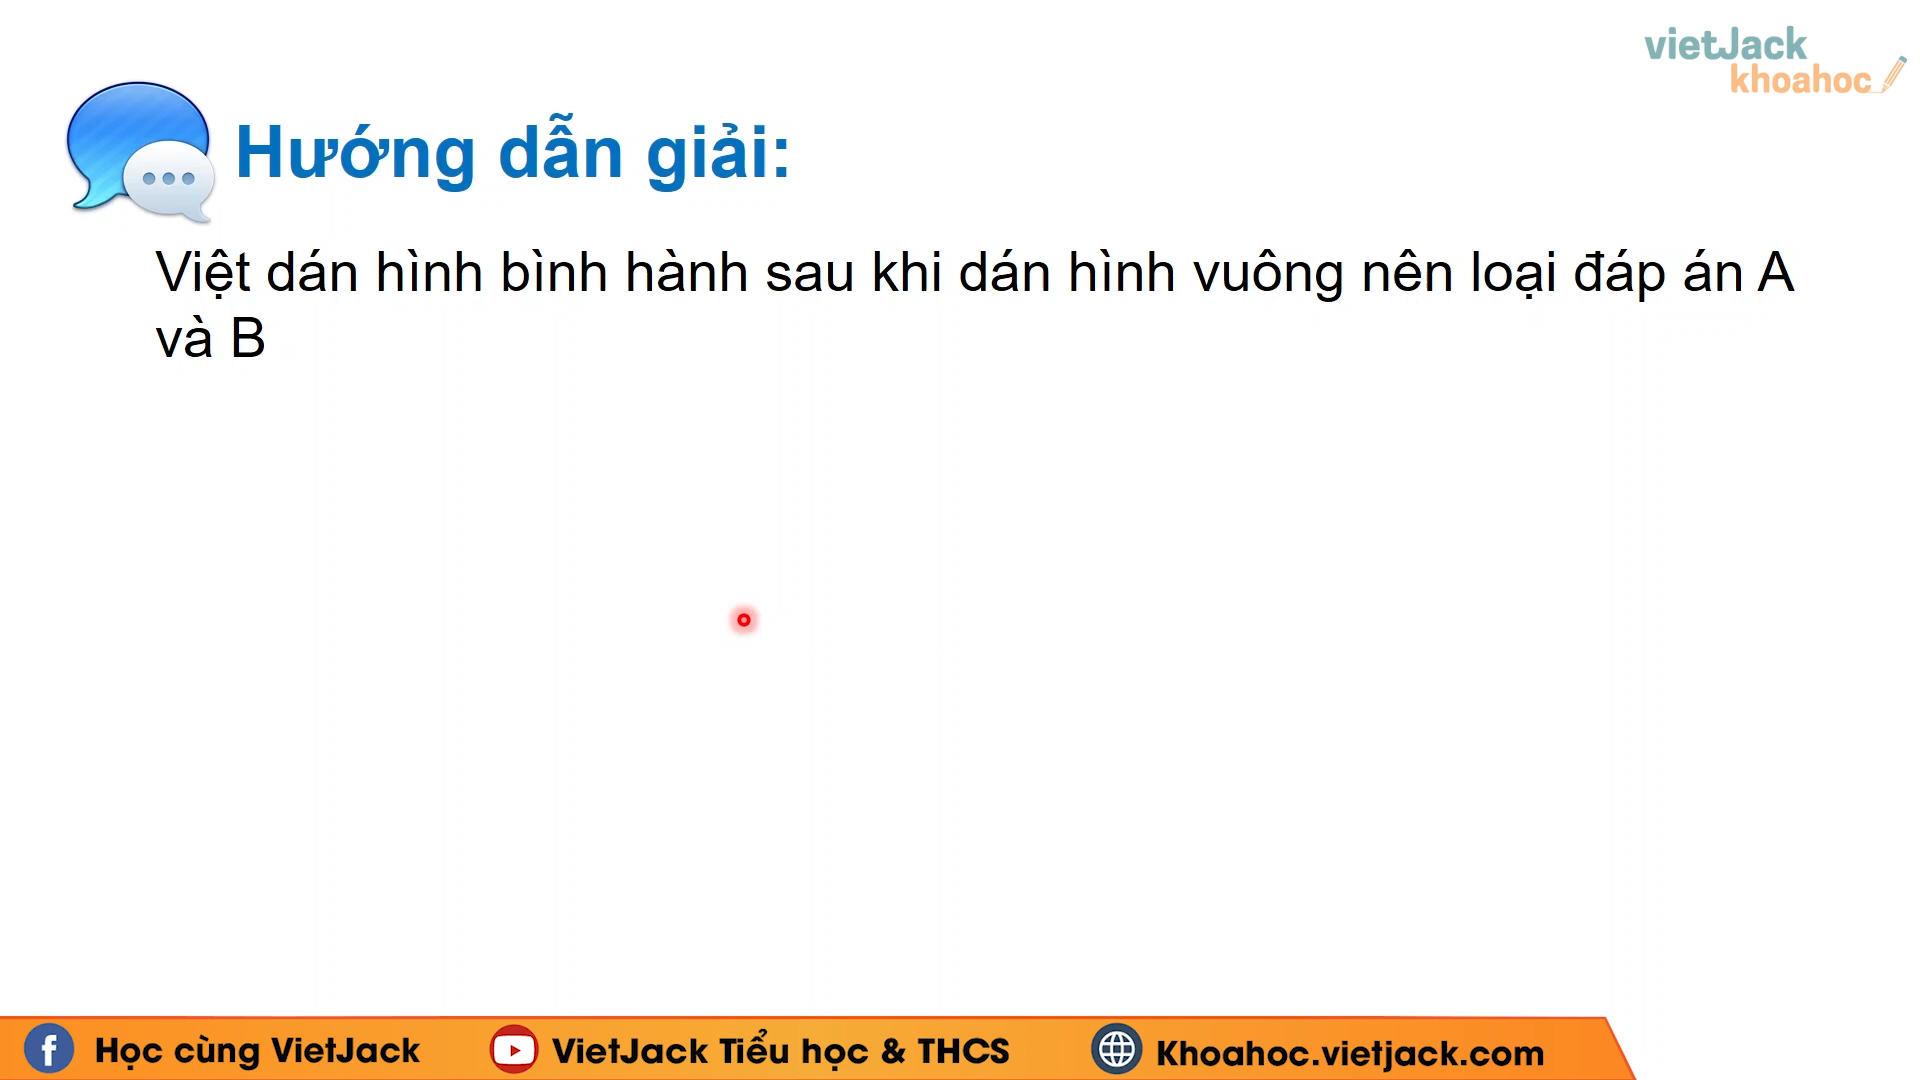 vietJack
khoahoc
Hướng dẫn giải:
Việt dán hình bình hành sau khi dán hình vuông nên loại đáp án A
và B
Học cùng VietJack
VietJack Tiểu học & THCS
Khoahoc.vietjack.com